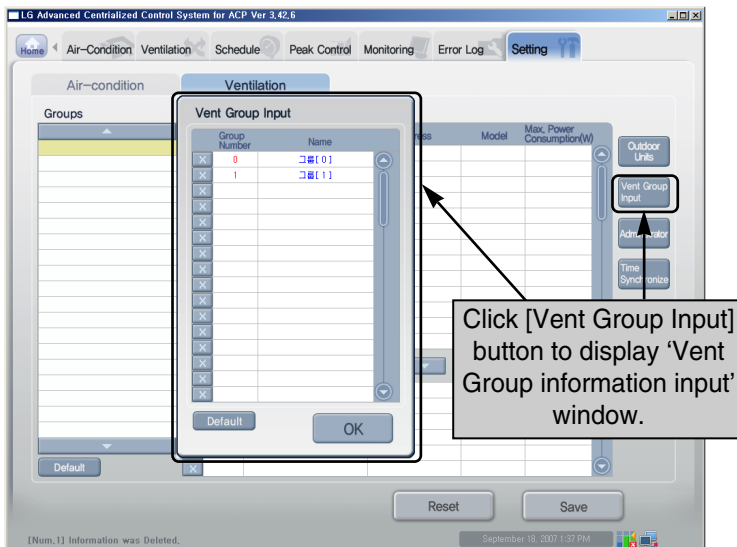 LG Advanced Centrialized Control System for ACP Ver 3,42,6
Home Air-Condition Ventilation Schedule Peak Control Monitoring Error Log Setting
Air-condition Ventilation
Groups
Vent Group Input
Group Number Name
X 0 그룹[0]
X 1 그룹[1]
X
X
X
X
X
X
X
X
X
X
X
X
X
X
Default
OK
Model
Max, Power
Consumption(W)
Outdoor
Units
Vent Group
Input
Time
Synchronize
Click [Vent Group Input]
button to display ‘Vent
Group information input’
window.
Default
X
Reset Save
[Num,1] Information was Deleted,
September 18, 2007 1:37 PM